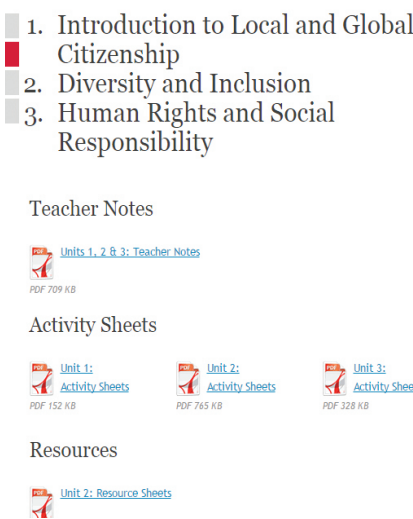 1. Introduction to Local and Global
Citizenship
2. Diversity and Inclusion
3. Human Rights and Social
Responsibility
Teacher Notes
PDF Units 1, 2 & 3: Teacher Notes
PDF 709 KB
Activity Sheets
PDF Unit 1: PDF Unit 2: PDF Unit 3:
Activity Sheets Activity Sheets Activity Shee
PDF 152 KB PDF 765 KB PDF 328 KB
Resources
PDF Unit 2: Resource Sheets